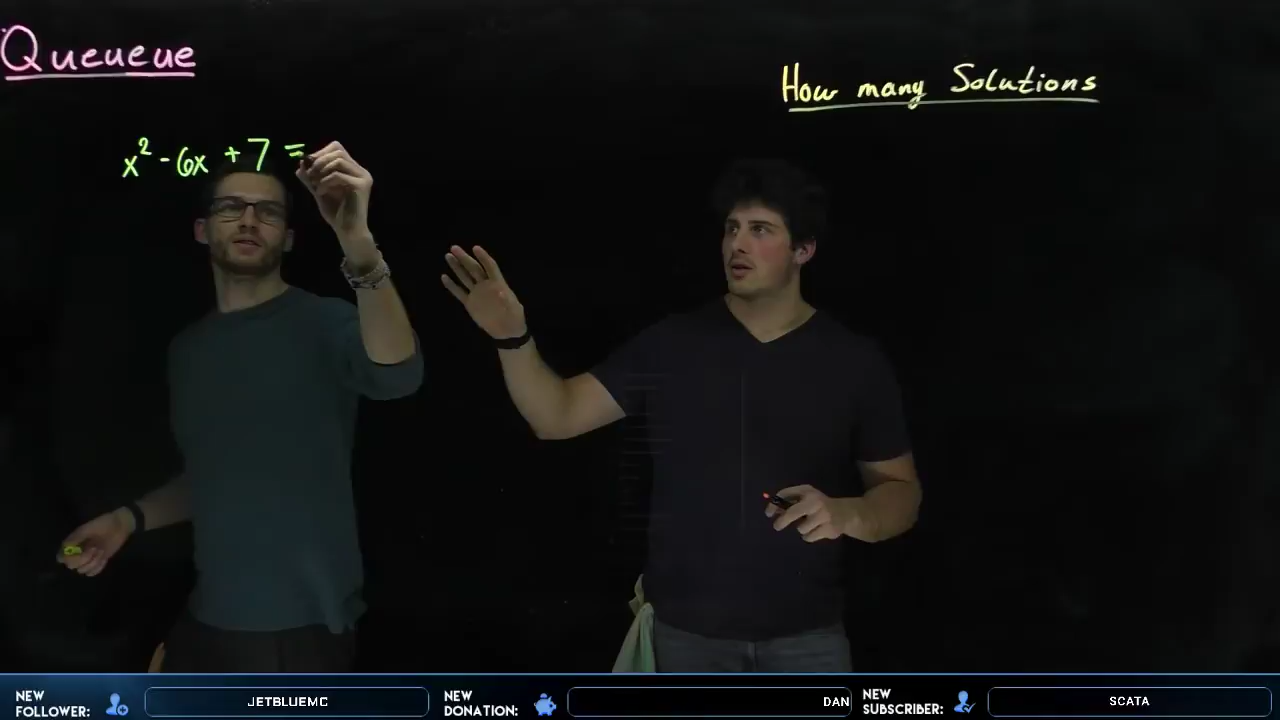 Queueue
How many Solutions
x² - 6x + 7 =
NEW FOLLOWER: JETBLUEMC
NEW DONATION: DAN
NEW SUBSCRIBER: SCATA